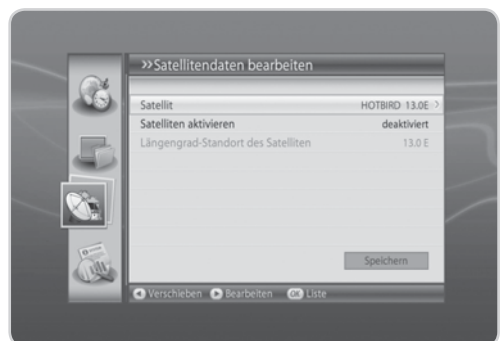 >>Satellitendaten bearbeiten
Satellit HOTBIRD 13.0E >
Satelliten aktivieren deaktiviert
Längengrad-Standort des Satelliten 13.0 E
Speichern
Verschieben Bearbeiten OK Liste